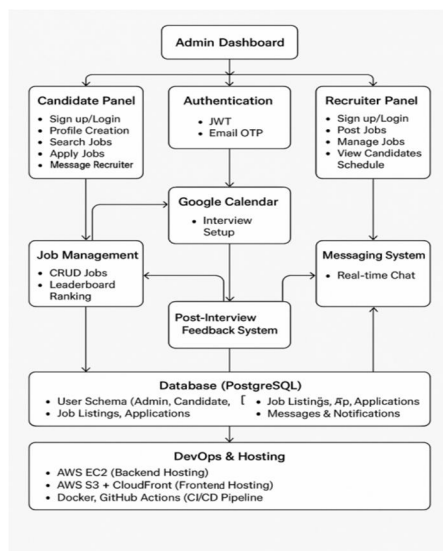 Admin Dashboard
Candidate Panel
• Sign up/Login
• Profile Creation
• Search Jobs
• Apply Jobs
• Message Recruiter
Authentication
• JWT
• Email OTP
Recruiter Panel
• Sign up/Login
• Post Jobs
• Manage Jobs
• View Candidates
Schedule
Google Calendar
• Interview
Setup
Job Management
• CRUD Jobs
• Leaderboard
Ranking
Messaging System
• Real-time Chat
Post-Interview
Feedback System
Database (PostgreSQL)
• User Schema (Admin, Candidate, [
• Job Listings, Applications
• Job Listings, Ap, Applications
• Messages & Notifications
DevOps & Hosting
• AWS EC2 (Backend Hosting)
• AWS S3 + CloudFront (Frontend Hosting)
• Docker, GitHub Actions (CI/CD Pipeline